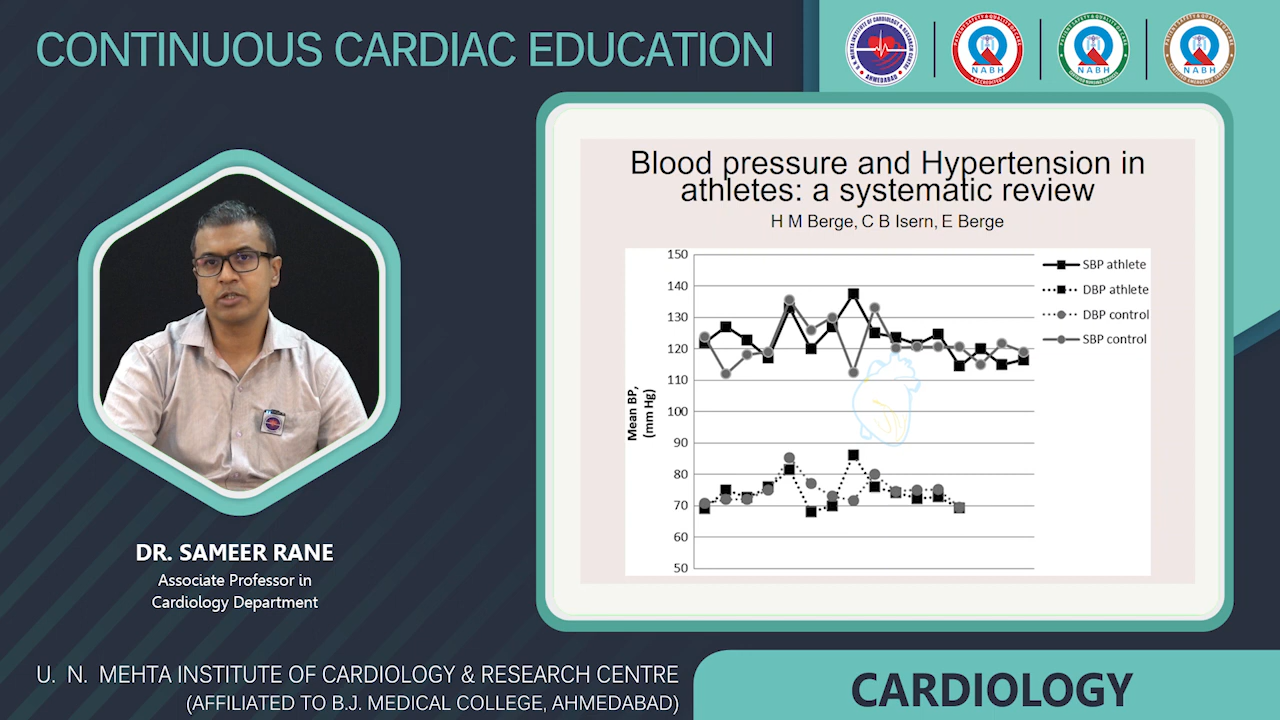 CONTINUOUS CARDIAC EDUCATION
NABH
NABH
NABH
Blood pressure and Hypertension in
athletes: a systematic review
H M Berge, C B Isern, E Berge
150
140
130
120
110
100
90
80
70
60
50
Mean BP,
(mm Hg)
SBP athlete
DBP athlete
DBP control
SBP control
DR. SAMEER RANE
Associate Professor in
Cardiology Department
U. N. MEHTA INSTITUTE OF CARDIOLOGY & RESEARCH CENTRE
(AFFILIATED TO B.J. MEDICAL COLLEGE, AHMEDABAD)
CARDIOLOGY